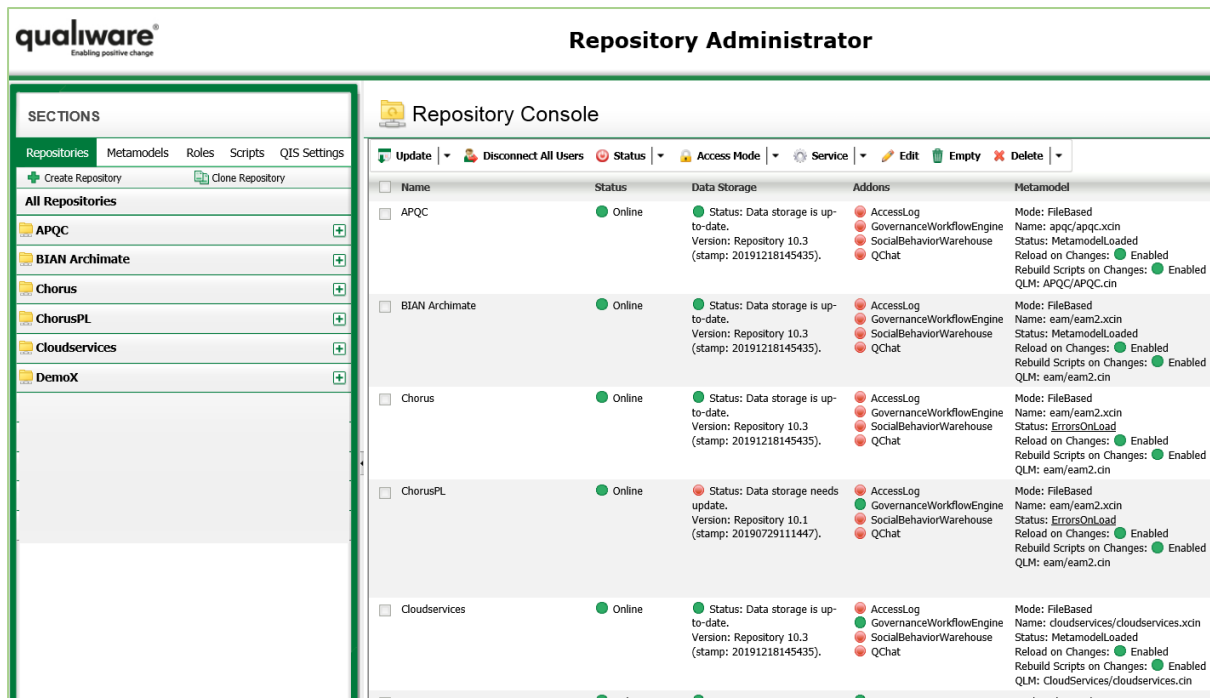 qualiware®
Enabling positive change
Repository Administrator
SECTIONS
Repositories Metamodels Roles Scripts QIS Settings
Create Repository Clone Repository
All Repositories
APQC
BIAN Archimate
Chorus
ChorusPL
Cloudservices
DemoX
Repository Console
Update Disconnect All Users Status Access Mode Service Edit Empty Delete
Name Status Data Storage Addons Metamodel
APQC Online Status: Data storage is up- AccessLog Mode: FileBased
to-date. GovernanceWorkflowEngine Name: apqc/apqc.xcin
Version: Repository 10.3 SocialBehaviorWarehouse Status: MetamodelLoaded
(stamp: 20191218145435). QChat Reload on Changes: Enabled
Rebuild Scripts on Changes: Enabled
QLM: APQC/APQC.cin
BIAN Archimate Online Status: Data storage is up- AccessLog Mode: FileBased
to-date. GovernanceWorkflowEngine Name: eam/eam2.xcin
Version: Repository 10.3 SocialBehaviorWarehouse Status: MetamodelLoaded
(stamp: 20191218145435). QChat Reload on Changes: Enabled
Rebuild Scripts on Changes: Enabled
QLM: eam/eam2.cin
Chorus Online Status: Data storage is up- AccessLog Mode: FileBased
to-date. GovernanceWorkflowEngine Name: eam/eam2.xcin
Version: Repository 10.3 SocialBehaviorWarehouse Status: ErrorsOnLoad
(stamp: 20191218145435). QChat Reload on Changes: Enabled
Rebuild Scripts on Changes: Enabled
QLM: eam/eam2.cin
ChorusPL Online Status: Data storage needs AccessLog Mode: FileBased
update. GovernanceWorkflowEngine Name: eam/eam2.xcin
Version: Repository 10.1 SocialBehaviorWarehouse Status: ErrorsOnLoad
(stamp: 20190729111447). QChat Reload on Changes: Enabled
Rebuild Scripts on Changes: Enabled
QLM: eam/eam2.cin
Cloudservices Online Status: Data storage is up- AccessLog Mode: FileBased
to-date. GovernanceWorkflowEngine Name: cloudservices/cloudservices.xcin
Version: Repository 10.3 SocialBehaviorWarehouse Status: MetamodelLoaded
(stamp: 20191218145435). QChat Reload on Changes: Enabled
Rebuild Scripts on Changes: Enabled
QLM: CloudServices/cloudservices.cin